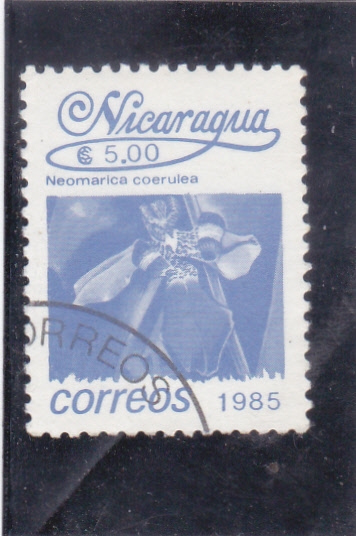 Nicaragua
C$ 5.00
Neomarica coerulea
CORREOS
correos 1985